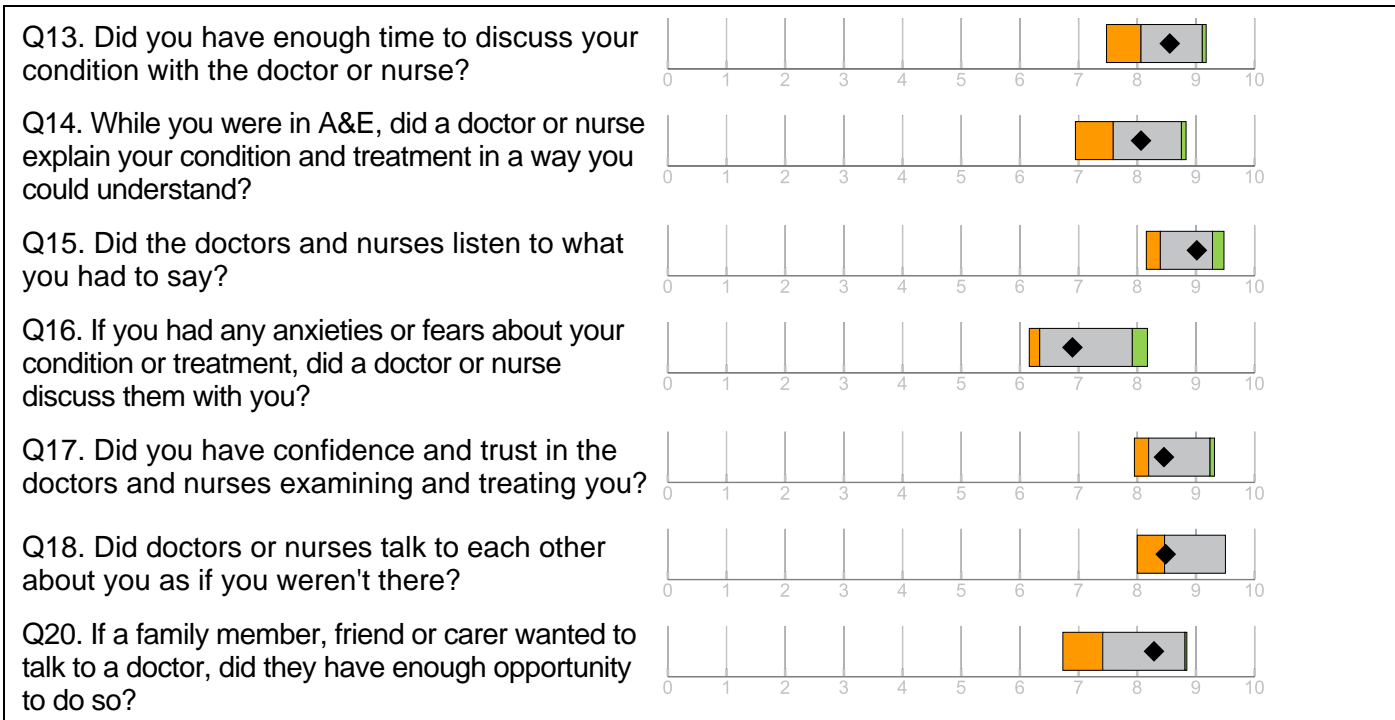 Q13. Did you have enough time to discuss your
condition with the doctor or nurse?
0 1 2 3 4 5 6 7 8 9 10
Q14. While you were in A&E, did a doctor or nurse
explain your condition and treatment in a way you
could understand?
0 1 2 3 4 5 6 7 8 9 10
Q15. Did the doctors and nurses listen to what
you had to say?
0 1 2 3 4 5 6 7 8 9 10
Q16. If you had any anxieties or fears about your
condition or treatment, did a doctor or nurse
discuss them with you?
0 1 2 3 4 5 6 7 8 9 10
Q17. Did you have confidence and trust in the
doctors and nurses examining and treating you?
0 1 2 3 4 5 6 7 8 9 10
Q18. Did doctors or nurses talk to each other
about you as if you weren't there?
0 1 2 3 4 5 6 7 8 9 10
Q20. If a family member, friend or carer wanted to
talk to a doctor, did they have enough opportunity
to do so?
0 1 2 3 4 5 6 7 8 9 10